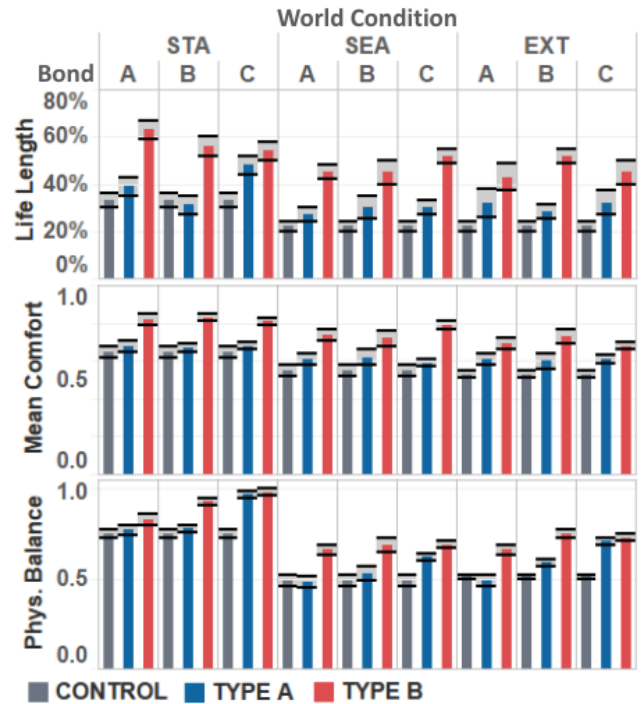 World Condition
STA SEA EXT
Bond A B C A B C A B C
Life Length
80%
60%
40%
20%
0%
Mean Comfort
1.0
0.5
0.0
Phys. Balance
1.0
0.5
0.0
CONTROL TYPE A TYPE B